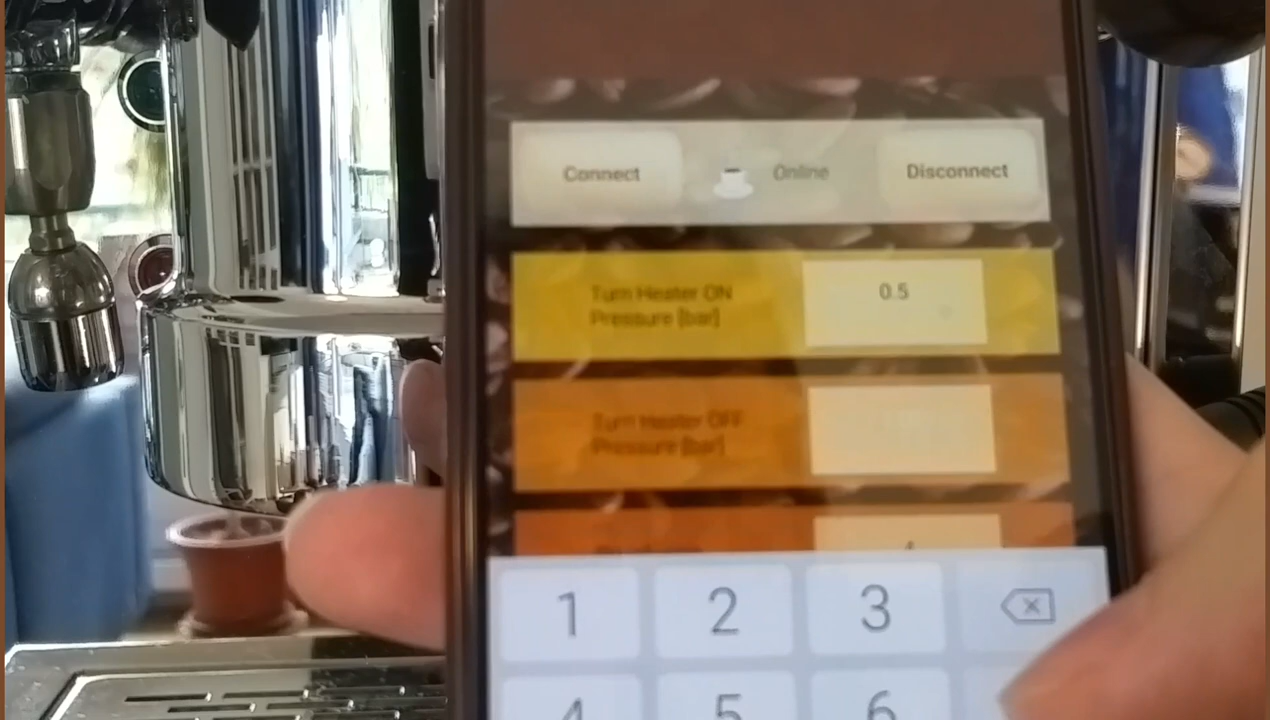 Connect
Online
Disconnect
Turn Heater ON
Pressure [bar]
0.5
Turn Heater OFF
Pressure [bar]
1
2
3
4
5
6